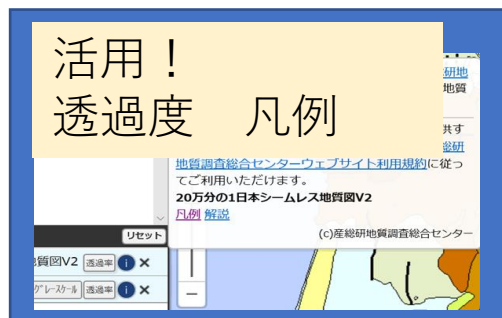 活用！
透過度　凡例
研地
地質
共す
総研
地質調査総合センターウェブサイト利用規約に従っ
てご利用いただけます。
20万分の1日本シームレス地質図V2
凡例 解説
(c)産総研地質調査総合センター
リセット
質図V2 透過率 i ×
グレースケール 透過率 i ×
−